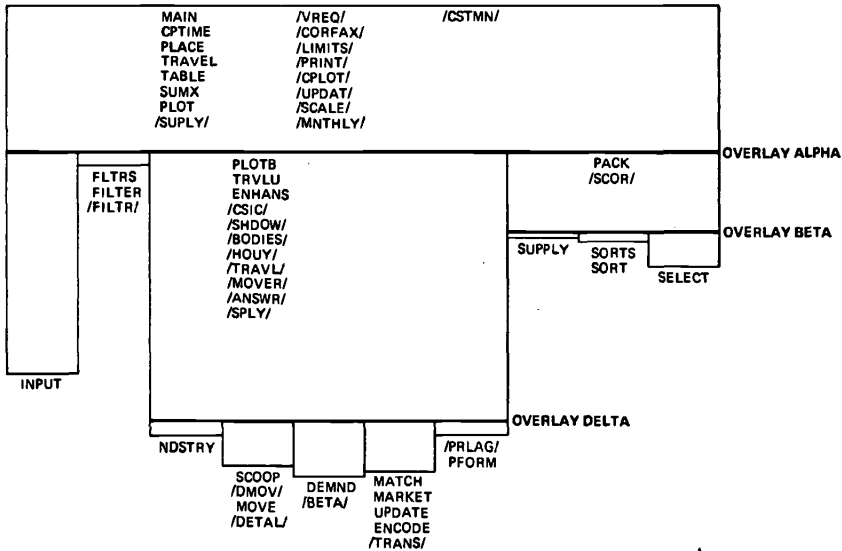 MAIN
CPTIME
PLACE
TRAVEL
TABLE
SUMX
PLOT
/SUPLY/
/VREQ/
/CORFAX/
/LIMITS/
/PRINT/
/CPLOT/
/UPDAT/
/SCALE/
/MNTHLY/
/CSTMN/
OVERLAY ALPHA
INPUT
FLTRS
FILTER
/FILTR/
PLOTB
TRVLU
ENHANS
/CSIC/
/SHDOW/
/BODIES/
/HOUY/
/TRAVL/
/MOVER/
/ANSWR/
/SPLY/
PACK
/SCOR/
OVERLAY BETA
SUPPLY
SORTS
SORT
SELECT
OVERLAY DELTA
NDSTRY
SCOOP
/DMOV/
MOVE
/DETAL/
DEMND
/BETA/
MATCH
MARKET
UPDATE
ENCODE
/TRANS/
/PRLAG/
PFORM